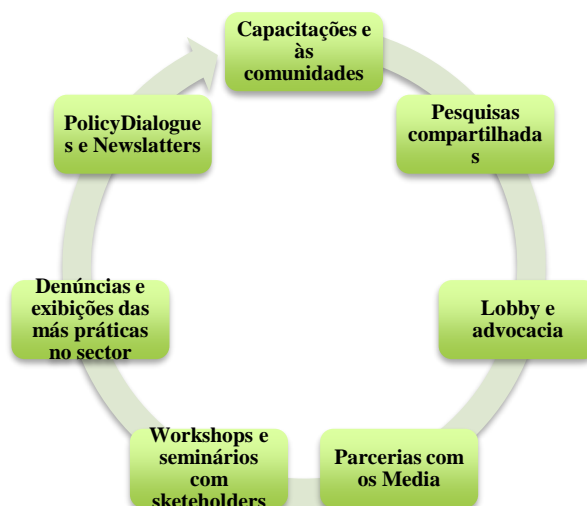 Capacitações e
às
comunidades
Pesquisas
compartilhada
s
Lobby e
advocacia
Parcerias com
os Media
Workshops e
seminários
com
sketeholders
Denúncias e
exibições das
más práticas
no sector
PolicyDialogue
s e Newslatters